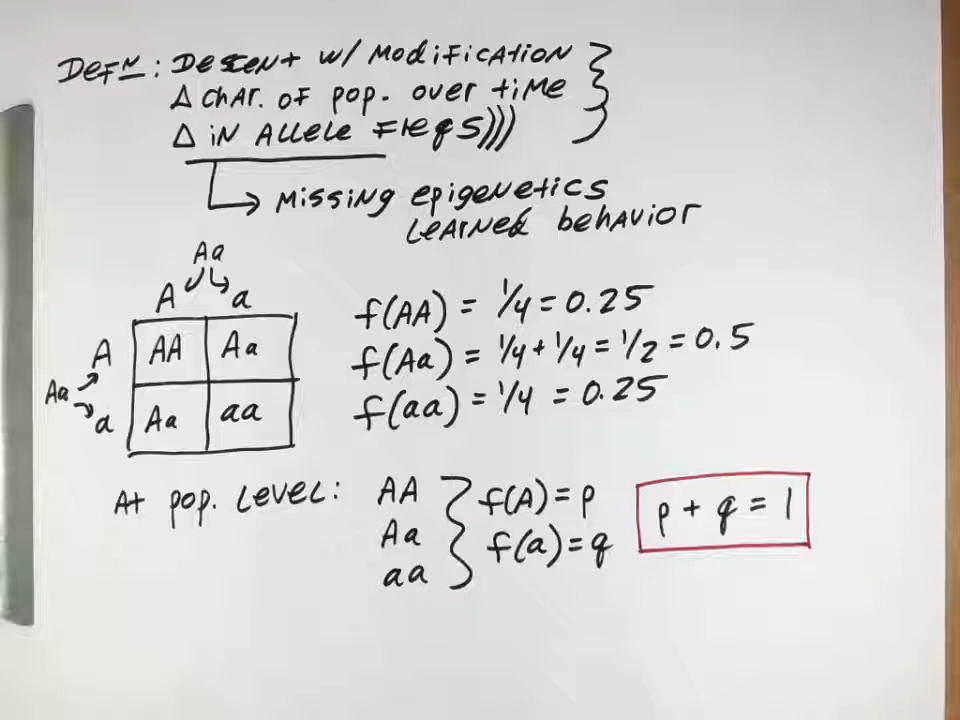 DEFN: DESCENT W/ MODIFICATION
Δ CHAR. OF POP. OVER TIME
Δ IN ALLELE FREQS)))
MISSING EPIGENETICS
LEARNED BEHAVIOR
Aa
A a
A AA Aa
Aa
a Aa aa
f(AA) = 1/4 = 0.25
f(Aa) = 1/4 + 1/4 = 1/2 = 0.5
f(aa) = 1/4 = 0.25
At pop. LEVEL: AA
Aa
aa
f(A) = p
f(a) = q
p + q = 1